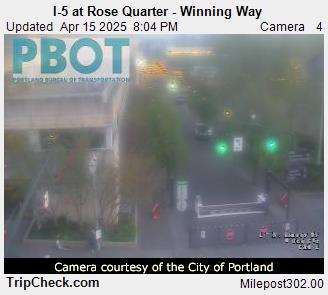 I-5 at Rose Quarter - Winning Way
Updated Apr 15 2025 8:04 PM Camera 4
PBOT
PORTLAND BUREAU OF TRANSPORTATION
Camera courtesy of the City of Portland
TripCheck.com Milepost302.00